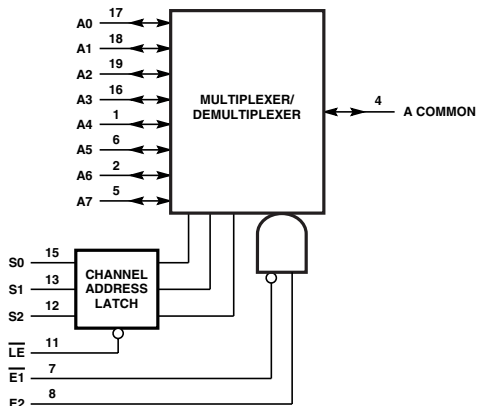 A0 17
A1 18
A2 19
A3 16
A4 1
A5 6
A6 2
A7 5
MULTIPLEXER/
DEMULTIPLEXER
4 A COMMON
S0 15
S1 13
S2 12
CHANNEL
ADDRESS
LATCH
LE 11
E1 7
E2 8